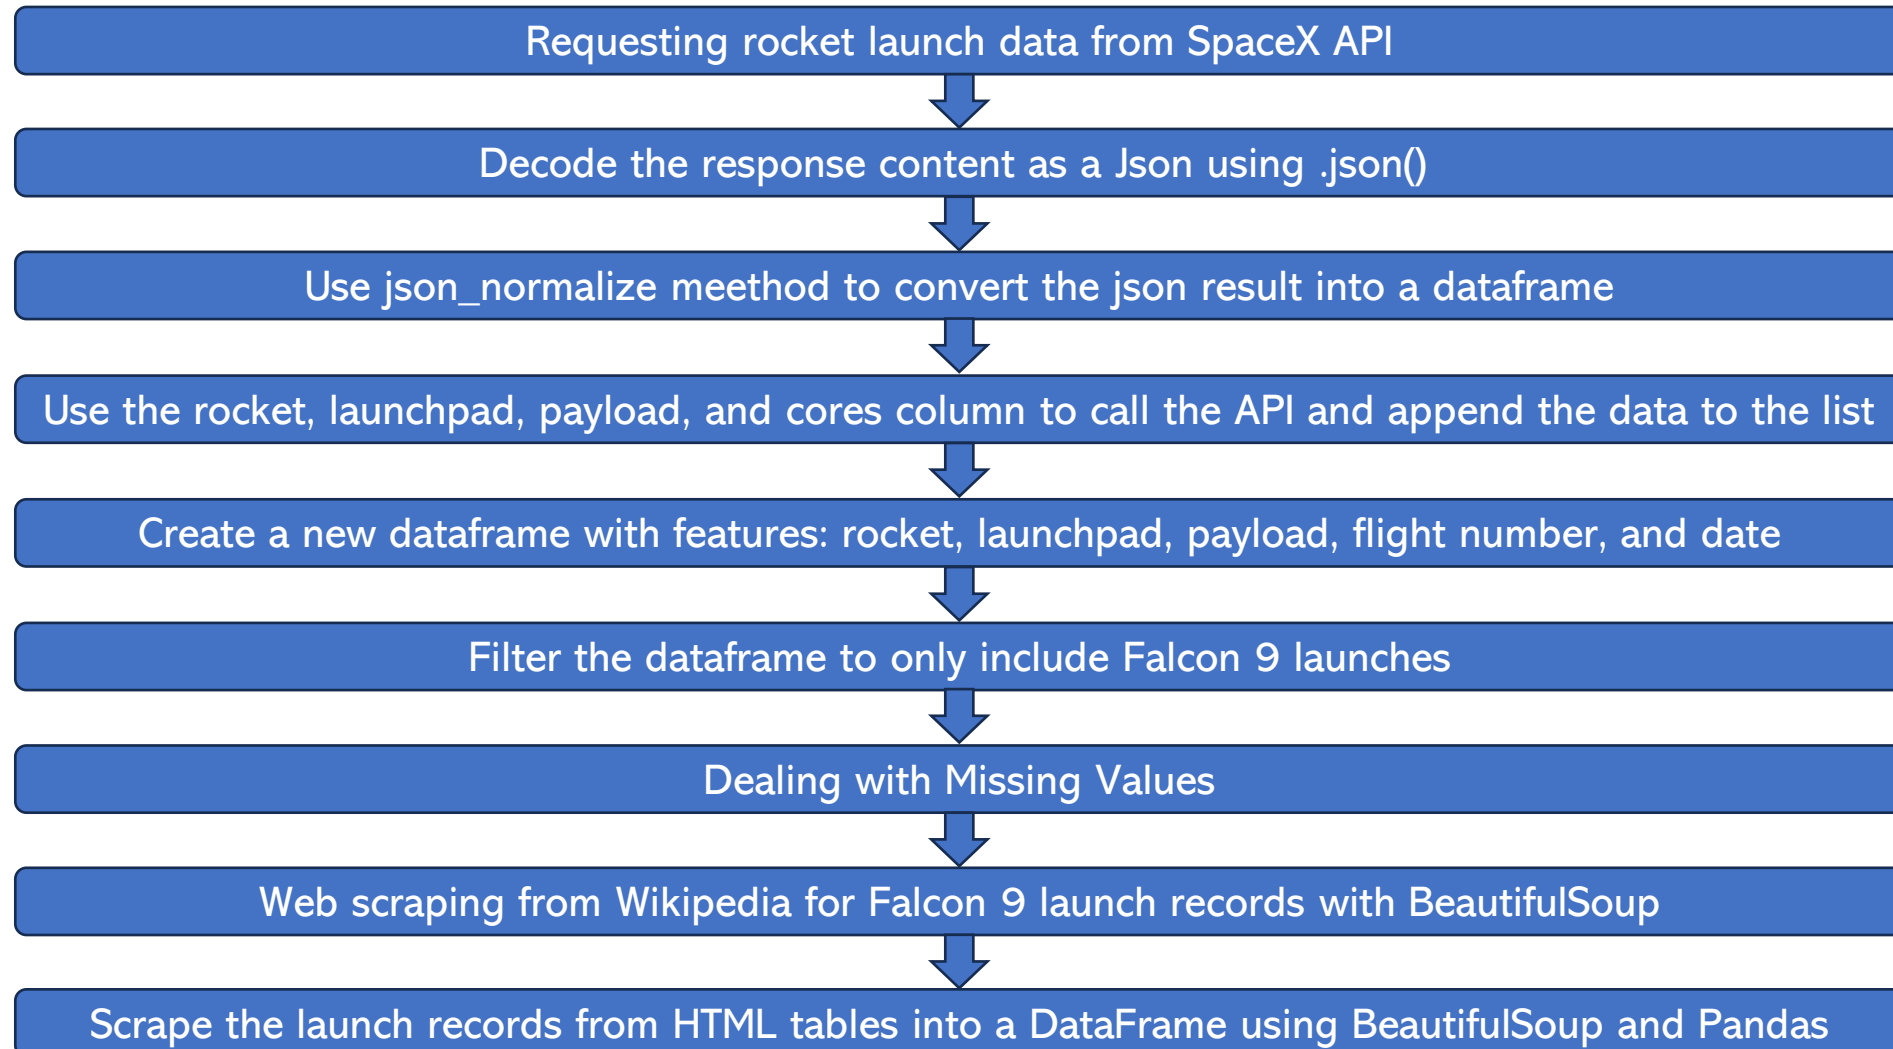 Requesting rocket launch data from SpaceX API
Decode the response content as a Json using .json()
Use json_normalize meethod to convert the json result into a dataframe
Use the rocket, launchpad, payload, and cores column to call the API and append the data to the list
Create a new dataframe with features: rocket, launchpad, payload, flight number, and date
Filter the dataframe to only include Falcon 9 launches
Dealing with Missing Values
Web scraping from Wikipedia for Falcon 9 launch records with BeautifulSoup
Scrape the launch records from HTML tables into a DataFrame using BeautifulSoup and Pandas